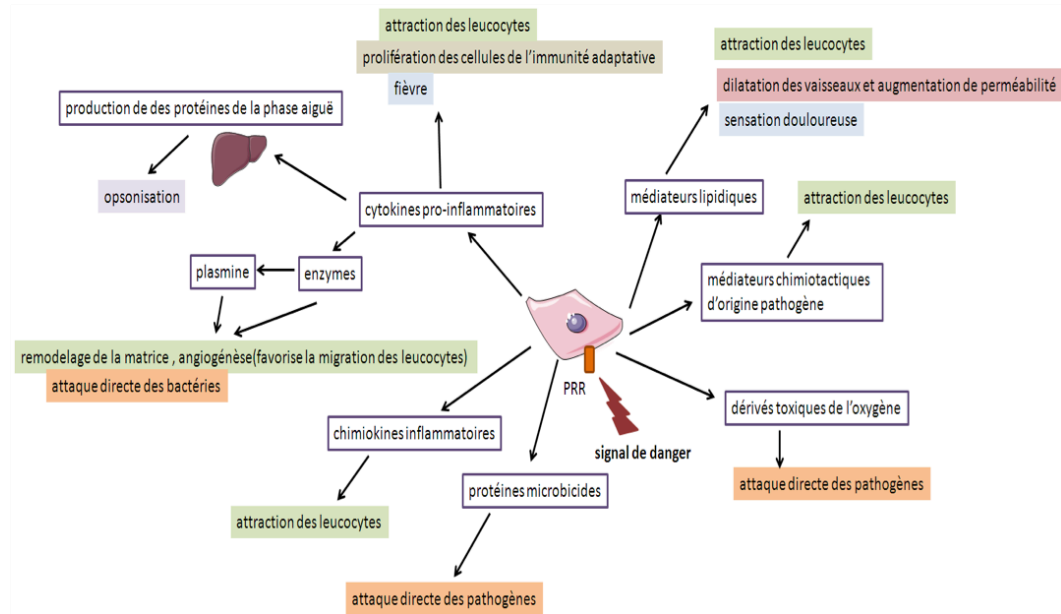 attraction des leucocytes
prolifération des cellules de l'immunité adaptative
fièvre
attraction des leucocytes
dilatation des vaisseaux et augmentation de perméabilité
sensation douloureuse
production de des protéines de la phase aiguë
opsonisation
cytokines pro-inflammatoires
médiateurs lipidiques
attraction des leucocytes
plasmine
enzymes
médiateurs chimiotactiques
d'origine pathogène
remodelage de la matrice , angiogénèse(favorise la migration des leucocytes)
attaque directe des bactéries
PRR
signal de danger
dérivés toxiques de l'oxygène
attaque directe des pathogènes
chimiokines inflammatoires
attraction des leucocytes
protéines microbicides
attaque directe des pathogènes